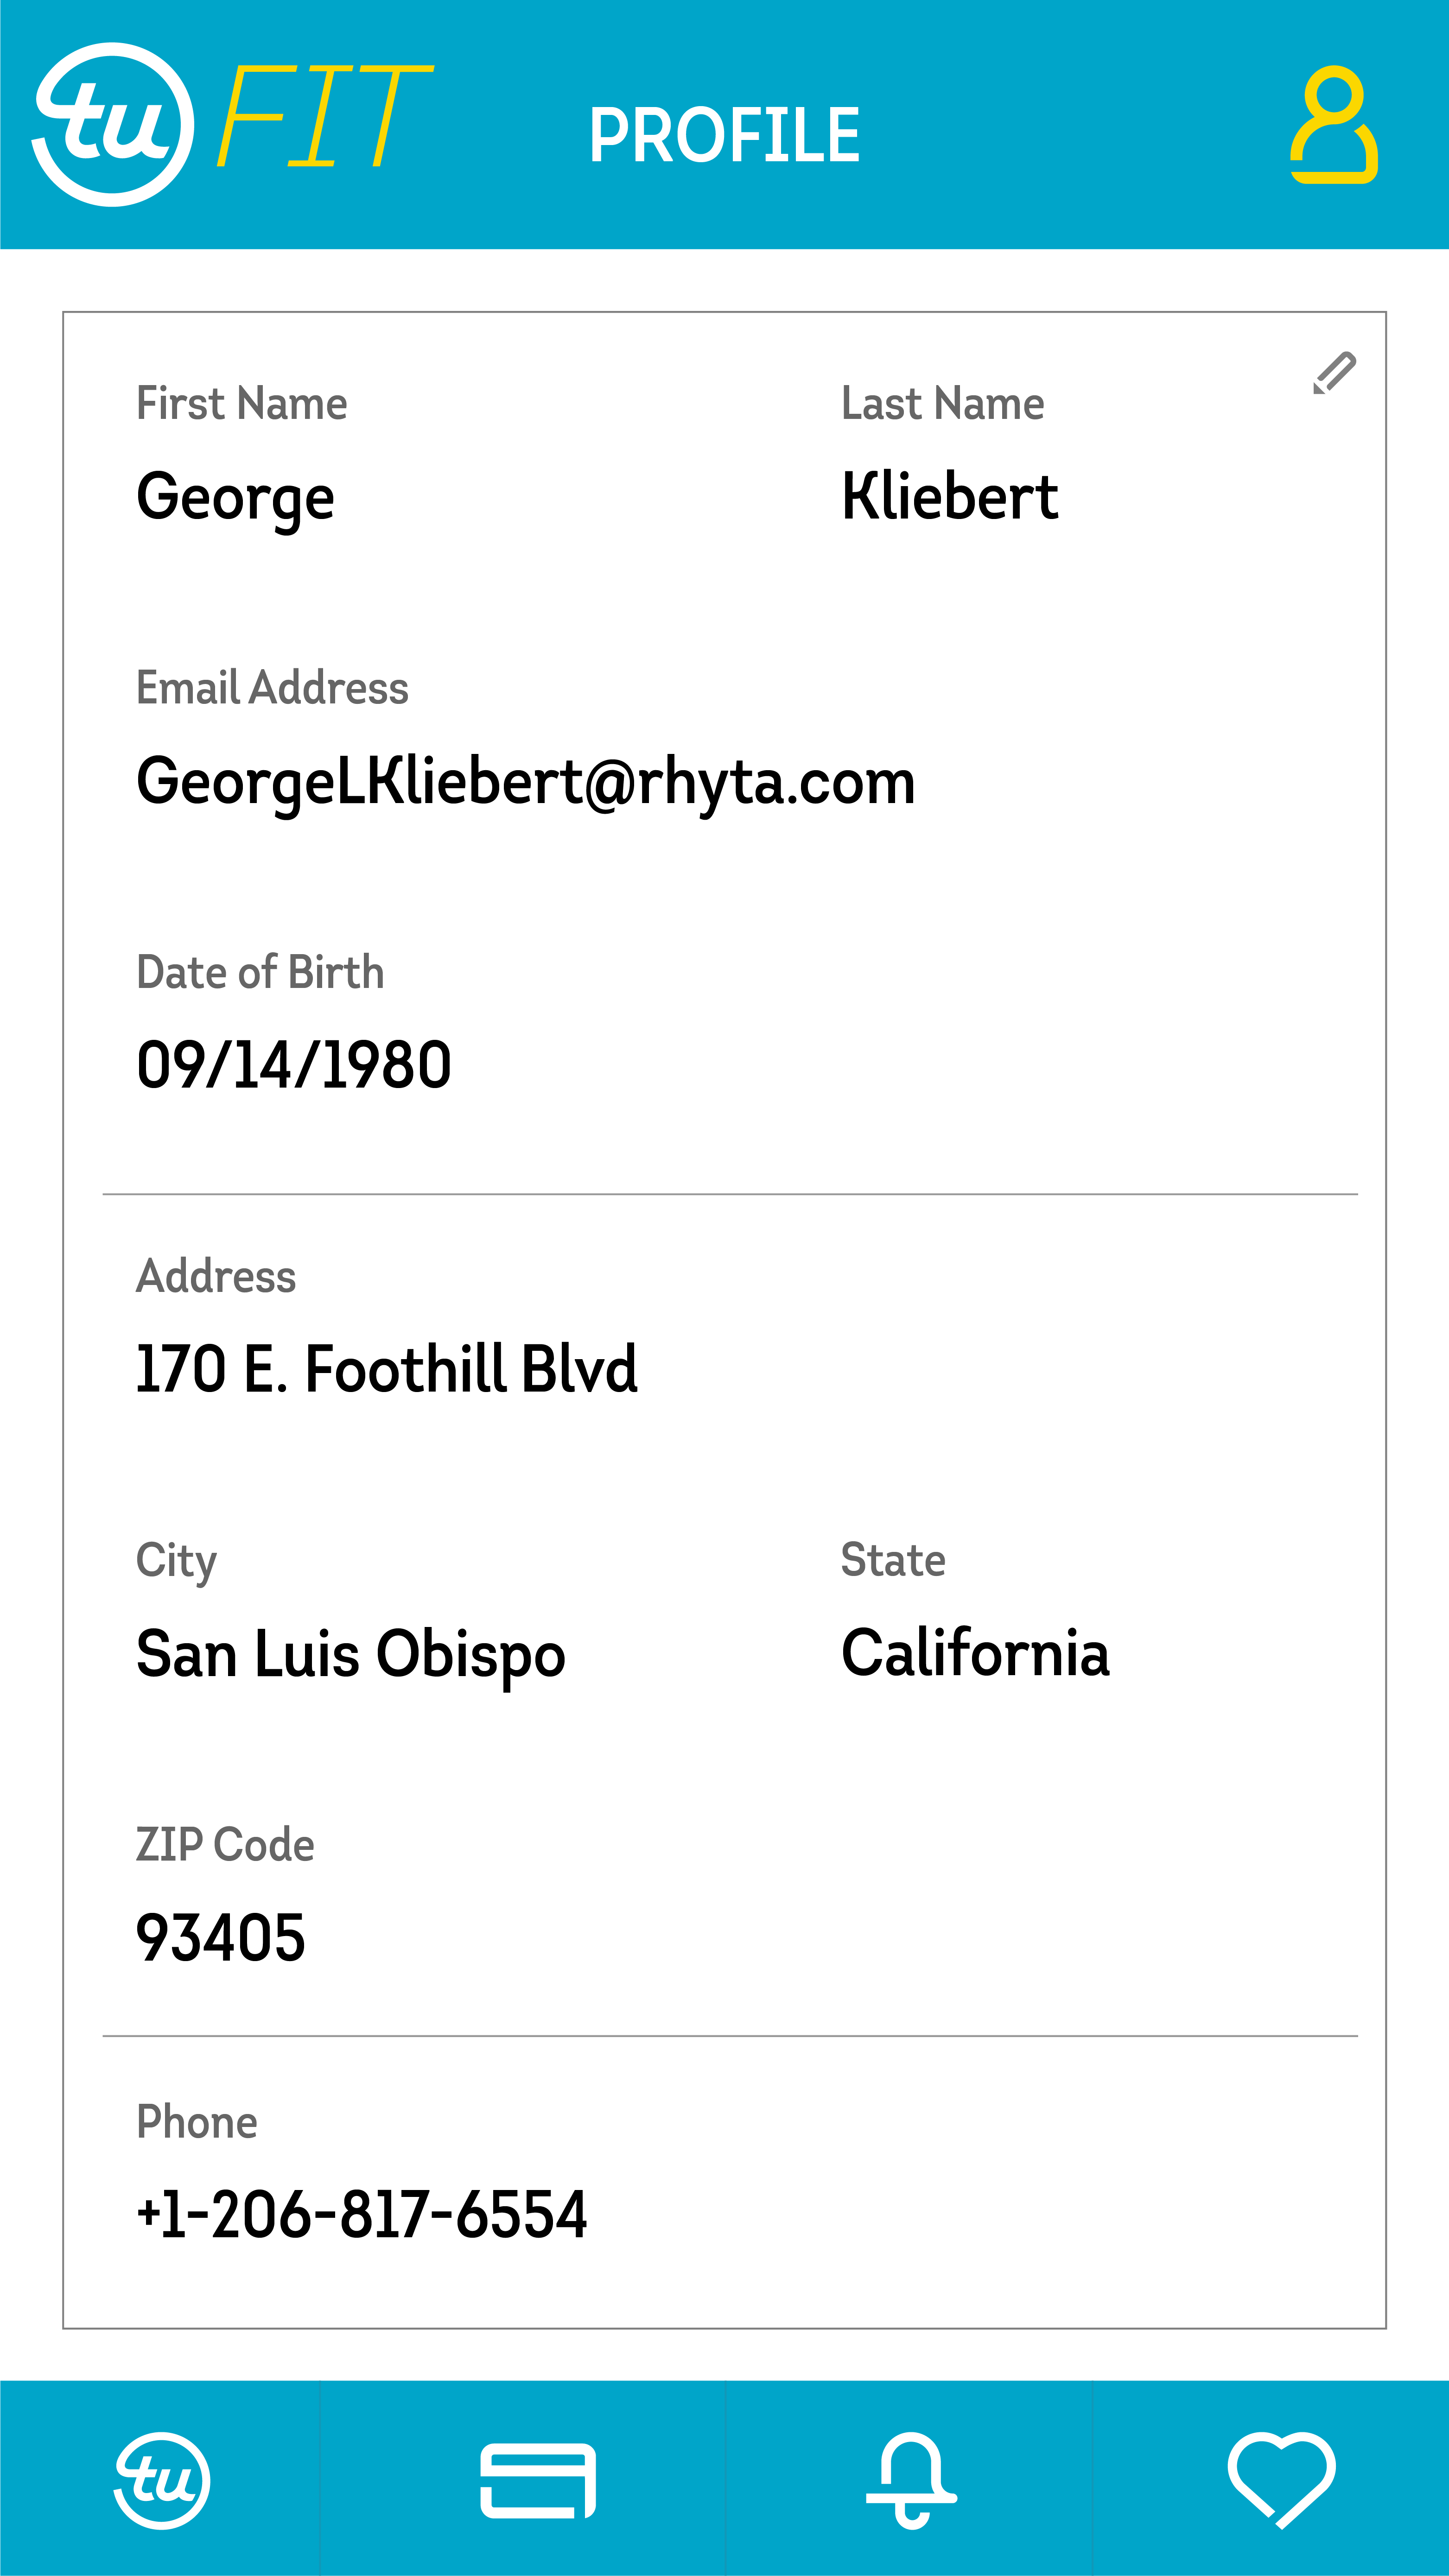 tu FIT PROFILE
First Name Last Name
George Kliebert
Email Address
GeorgeLKliebert@rhyta.com
Date of Birth
09/14/1980
Address
170 E. Foothill Blvd
City State
San Luis Obispo California
ZIP Code
93405
Phone
+1-206-817-6554
tu